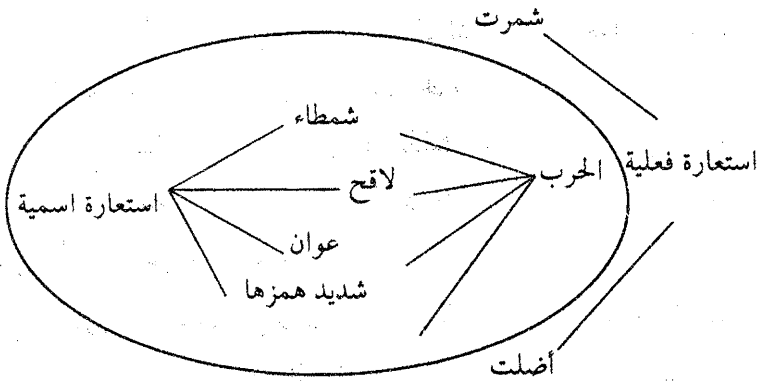 شمرت
شمطاء
استعارة فعلية
الحرب
لاقح
استعارة اسمية
عوان
شديد همزها
أضلت